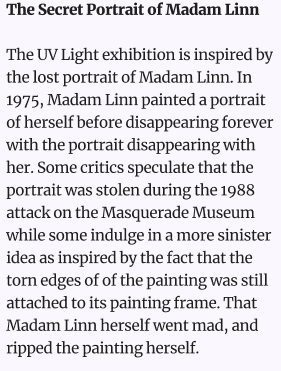 The Secret Portrait of Madam Linn
The UV Light exhibition is inspired by
the lost portrait of Madam Linn. In
1975, Madam Linn painted a portrait
of herself before disappearing forever
with the portrait disappearing with
her. Some critics speculate that the
portrait was stolen during the 1988
attack on the Masquerade Museum
while some indulge in a more sinister
idea as inspired by the fact that the
torn edges of of the painting was still
attached to its painting frame. That
Madam Linn herself went mad, and
ripped the painting herself.